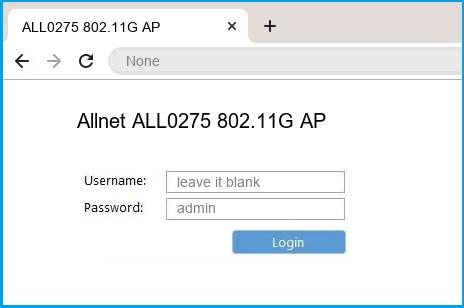 ALL0275 802.11G AP
None
Allnet ALL0275 802.11G AP
Username: leave it blank
Password: admin
Login